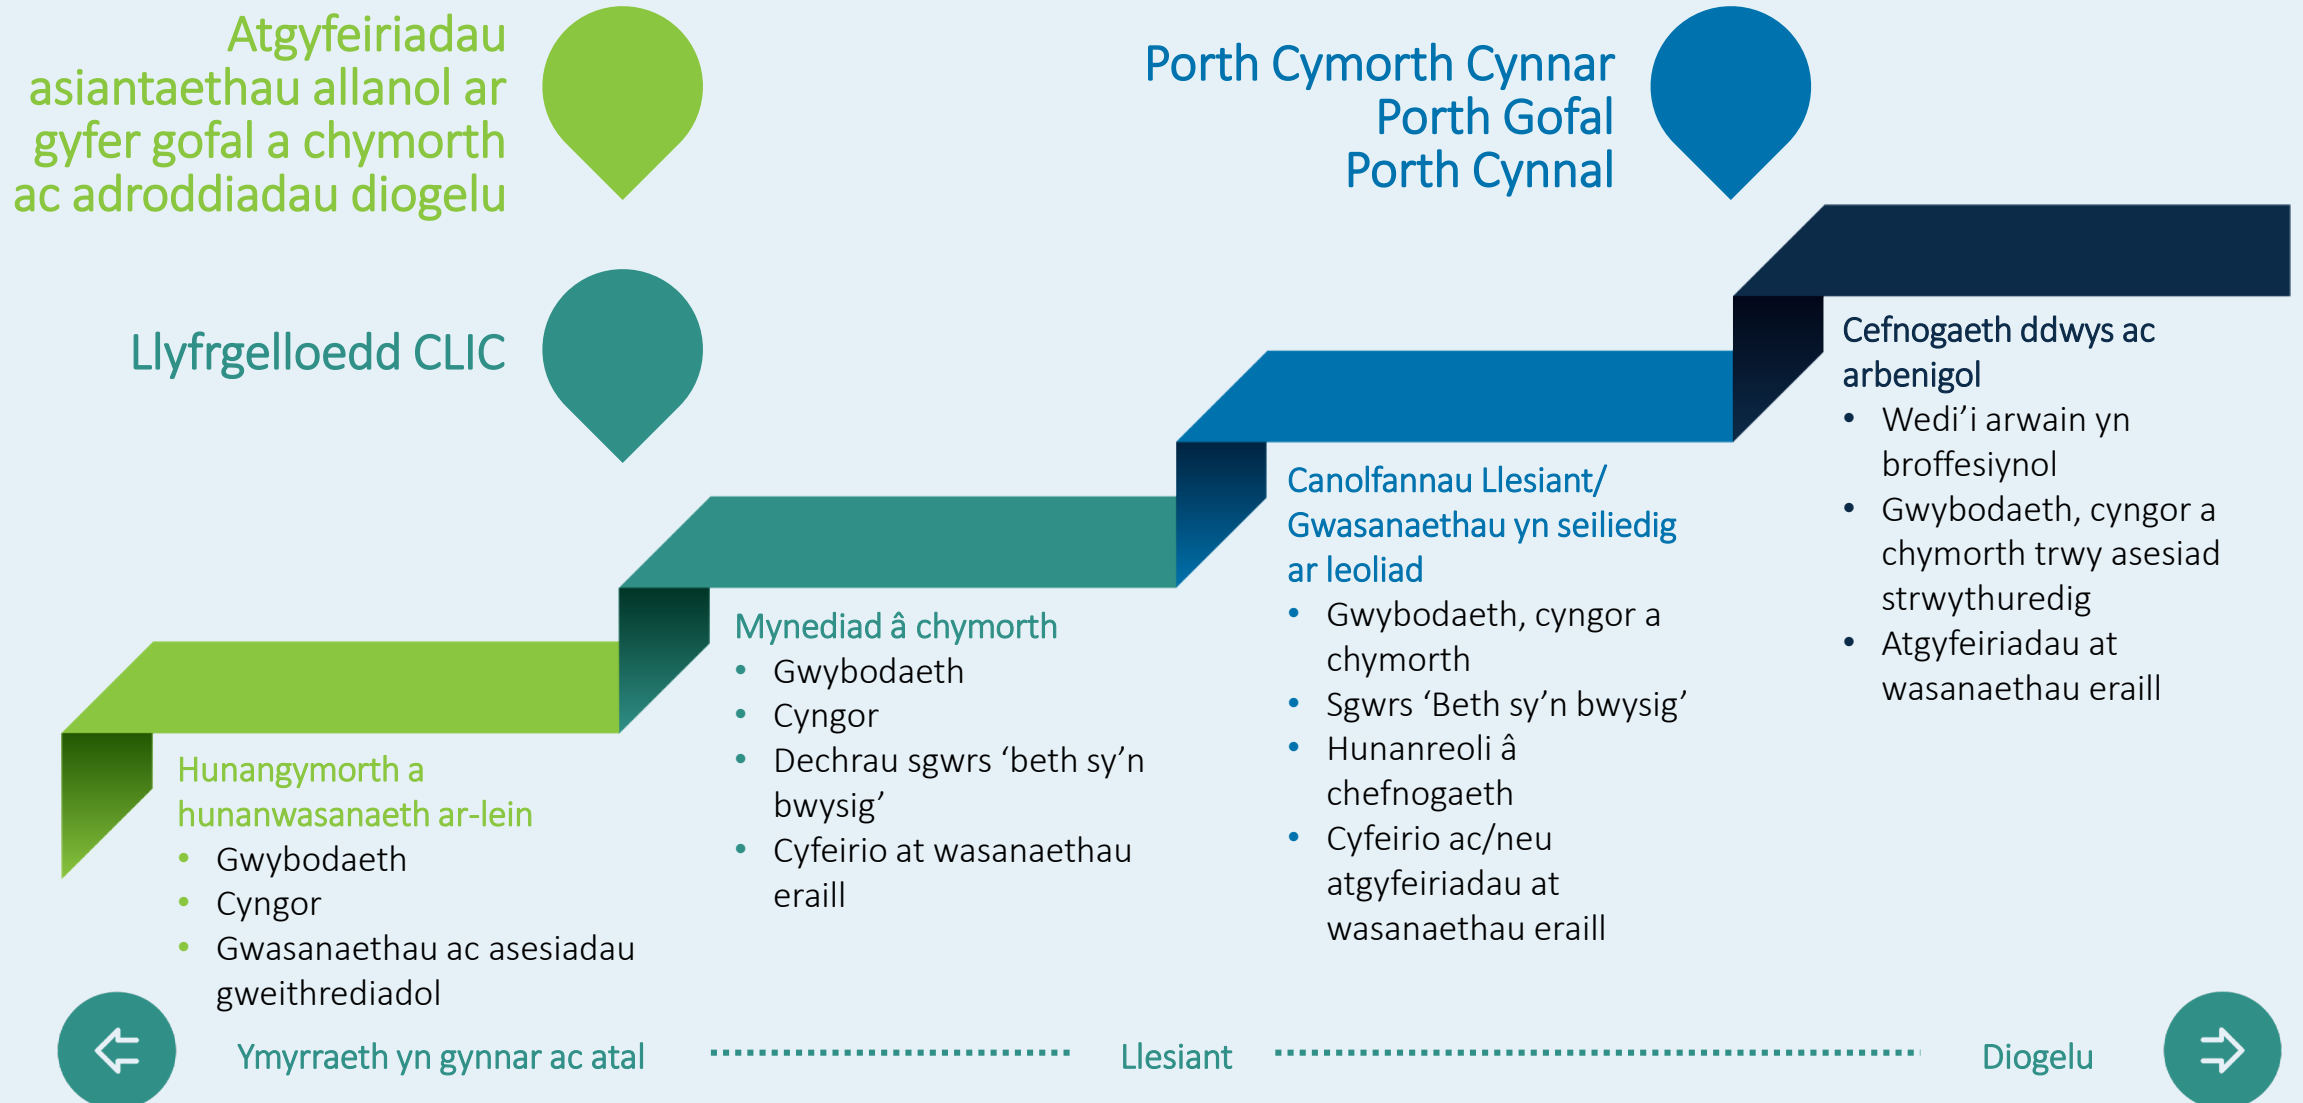 Atgyfeiriadau
asiantaethau allanol ar
gyfer gofal a chymorth
ac adroddiadau diogelu
Llyfrgelloedd CLIC
Porth Cymorth Cynnar
Porth Gofal
Porth Cynnal
Hunangymorth a
hunanwasanaeth ar-lein
• Gwybodaeth
• Cyngor
• Gwasanaethau ac asesiadau
gweithrediadol
Mynediad â chymorth
• Gwybodaeth
• Cyngor
• Dechrau sgwrs ‘beth sy’n
bwysig’
• Cyfeirio at wasanaethau
eraill
Canolfannau Llesiant/
Gwasanaethau yn seiliedig
ar leoliad
• Gwybodaeth, cyngor a
chymorth
• Sgwrs ‘Beth sy’n bwysig’
• Hunanreoli â
chefnogaeth
• Cyfeirio ac/neu
atgyfeiriadau at
wasanaethau eraill
Cefnogaeth ddwys ac
arbenigol
• Wedi’i arwain yn
broffesiynol
• Gwybodaeth, cyngor a
chymorth trwy asesiad
strwythuredig
• Atgyfeiriadau at
wasanaethau eraill
Ymyrraeth yn gynnar ac atal
Llesiant
Diogelu